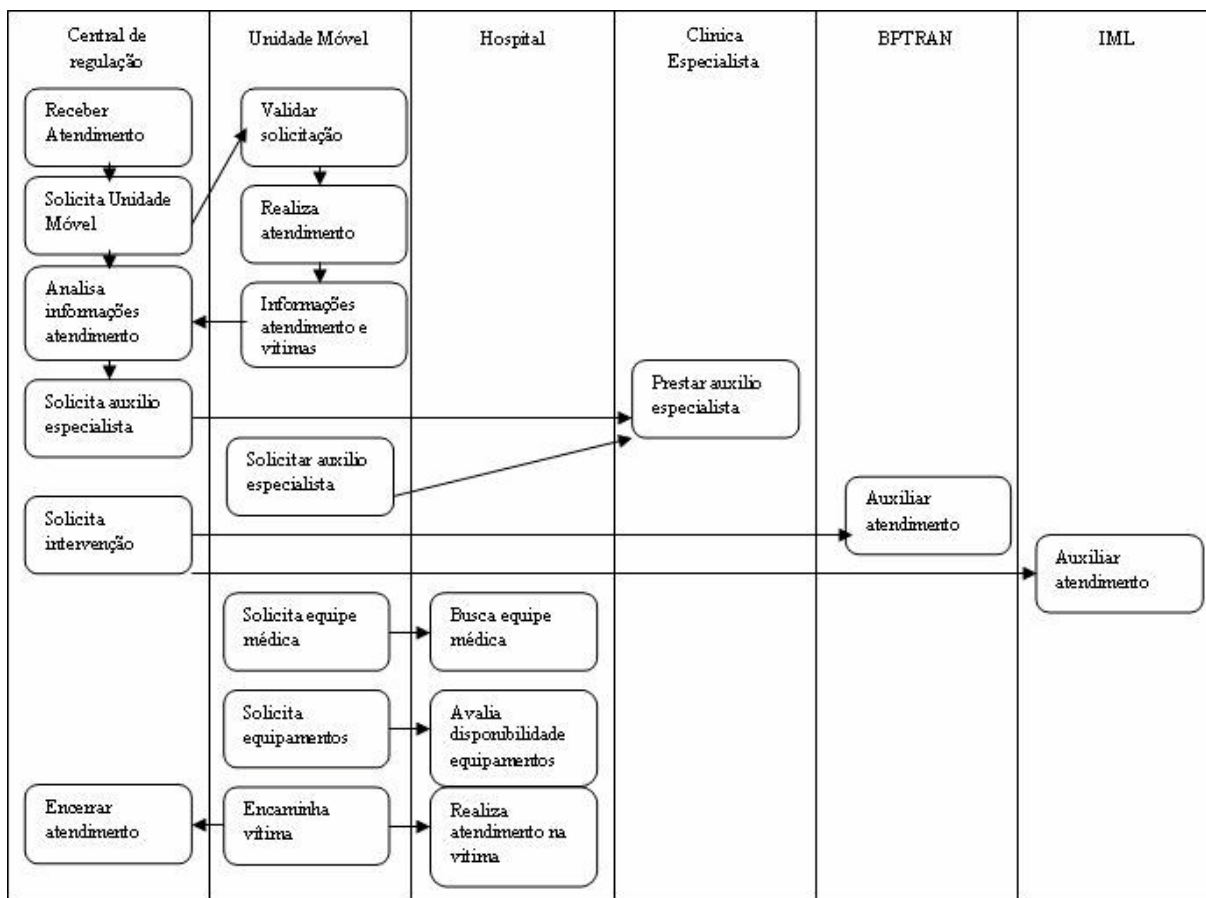 Central de
regulação
Unidade Móvel
Hospital
Clinica
Especialista
BPTRAN
IML
Receber
Atendimento
Validar
solicitação
Solicita Unidade
Móvel
Realiza
atendimento
Analisa
informações
atendimento
Informações
atendimento e
vitimas
Solicita auxilio
especialista
Prestar auxilio
especialista
Solicitar auxilio
especialista
Solicita
intervenção
Auxiliar
atendimento
Auxiliar
atendimento
Solicita equipe
médica
Busca equipe
médica
Solicita
equipamentos
Avalia
disponibilidade
equipamentos
Encerrar
atendimento
Encaminha
vítima
Realiza
atendimento na
vitima